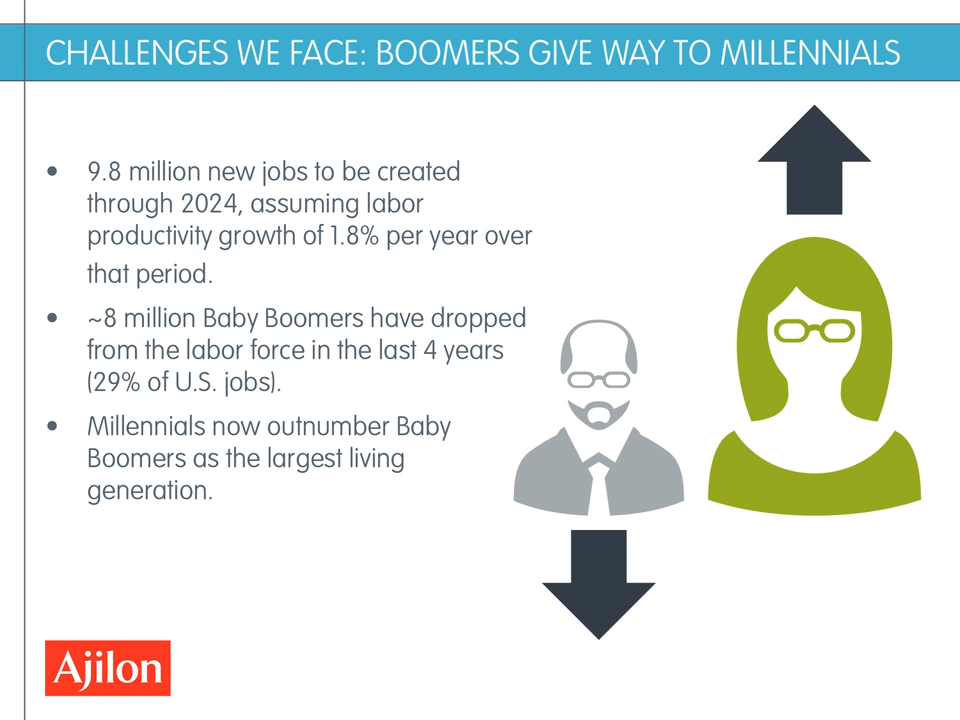 CHALLENGES WE FACE: BOOMERS GIVE WAY TO MILLENNIALS
• 9.8 million new jobs to be created
through 2024, assuming labor
productivity growth of 1.8% per year over
that period.
• ~8 million Baby Boomers have dropped
from the labor force in the last 4 years
(29% of U.S. jobs).
• Millennials now outnumber Baby
Boomers as the largest living
generation.
Ajilon